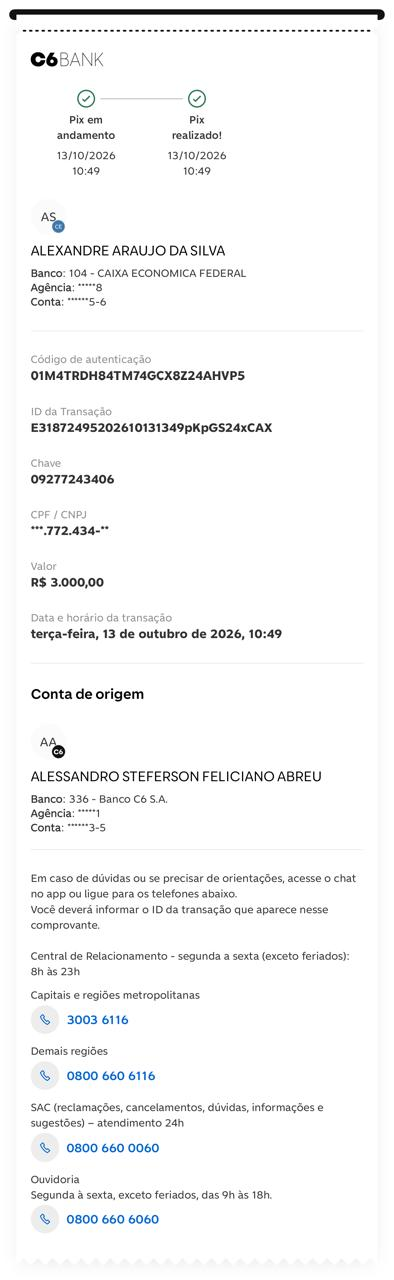 C6BANK
Pix em
andamento
13/10/2026
10:49
Pix
realizado!
13/10/2026
10:49
AS
CE
ALEXANDRE ARAUJO DA SILVA
Banco: 104 - CAIXA ECONOMICA FEDERAL
Agência: *****8
Conta: ******5-6
Código de autenticação
01M4TRDH84TM74GCX8Z24AHVP5
ID da Transação
E31872495202610131349pKpGS24xCAX
Chave
09277243406
CPF / CNPJ
***.772.434-**
Valor
R$ 3.000,00
Data e horário da transação
terça-feira, 13 de outubro de 2026, 10:49
Conta de origem
AA
C6
ALESSANDRO STEFERSON FELICIANO ABREU
Banco: 336 - Banco C6 S.A.
Agência: *****1
Conta: ******3-5
Em caso de dúvidas ou se precisar de orientações, acesse o chat
no app ou ligue para os telefones abaixo.
Você deverá informar o ID da transação que aparece nesse
comprovante.
Central de Relacionamento - segunda a sexta (exceto feriados):
8h às 23h
Capitais e regiões metropolitanas
3003 6116
Demais regiões
0800 660 6116
SAC (reclamações, cancelamentos, dúvidas, informações e
sugestões) – atendimento 24h
0800 660 0060
Ouvidoria
Segunda à sexta, exceto feriados, das 9h às 18h.
0800 660 6060